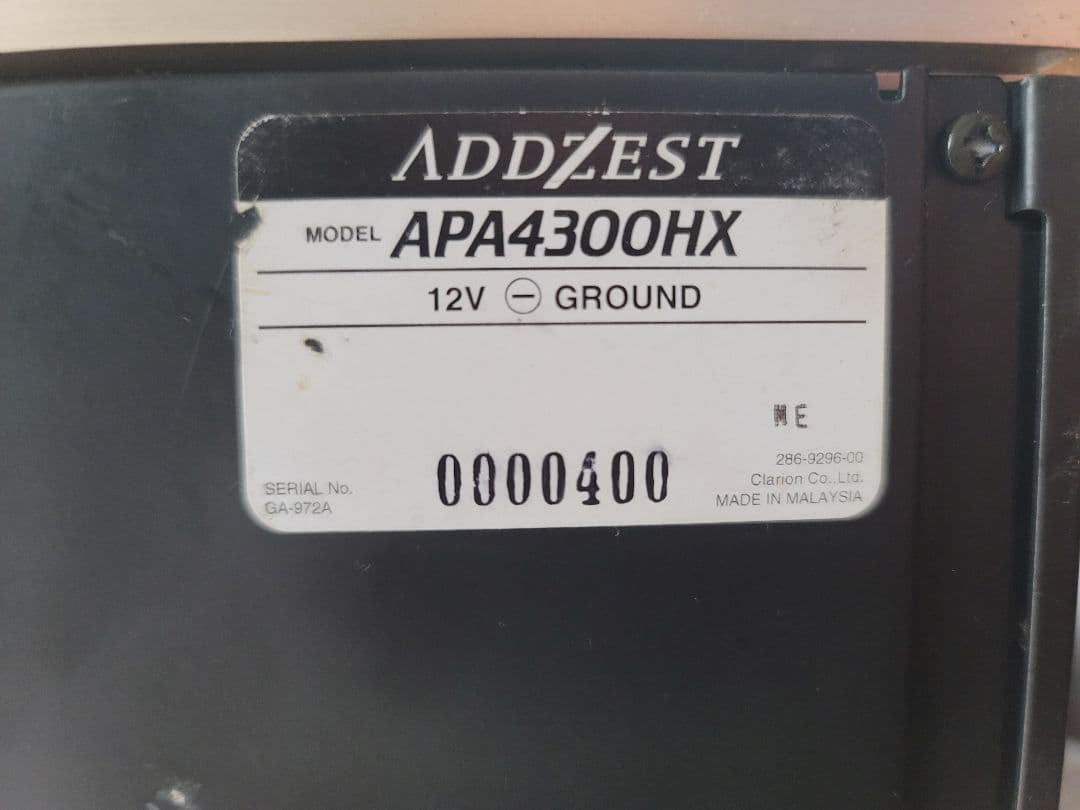 ADDZEST
MODEL APA4300HX
12V ⊖ GROUND
ME
0000400
SERIAL No.
GA-972A
286-9296-00
Clarion Co.,Ltd.
MADE IN MALAYSIA